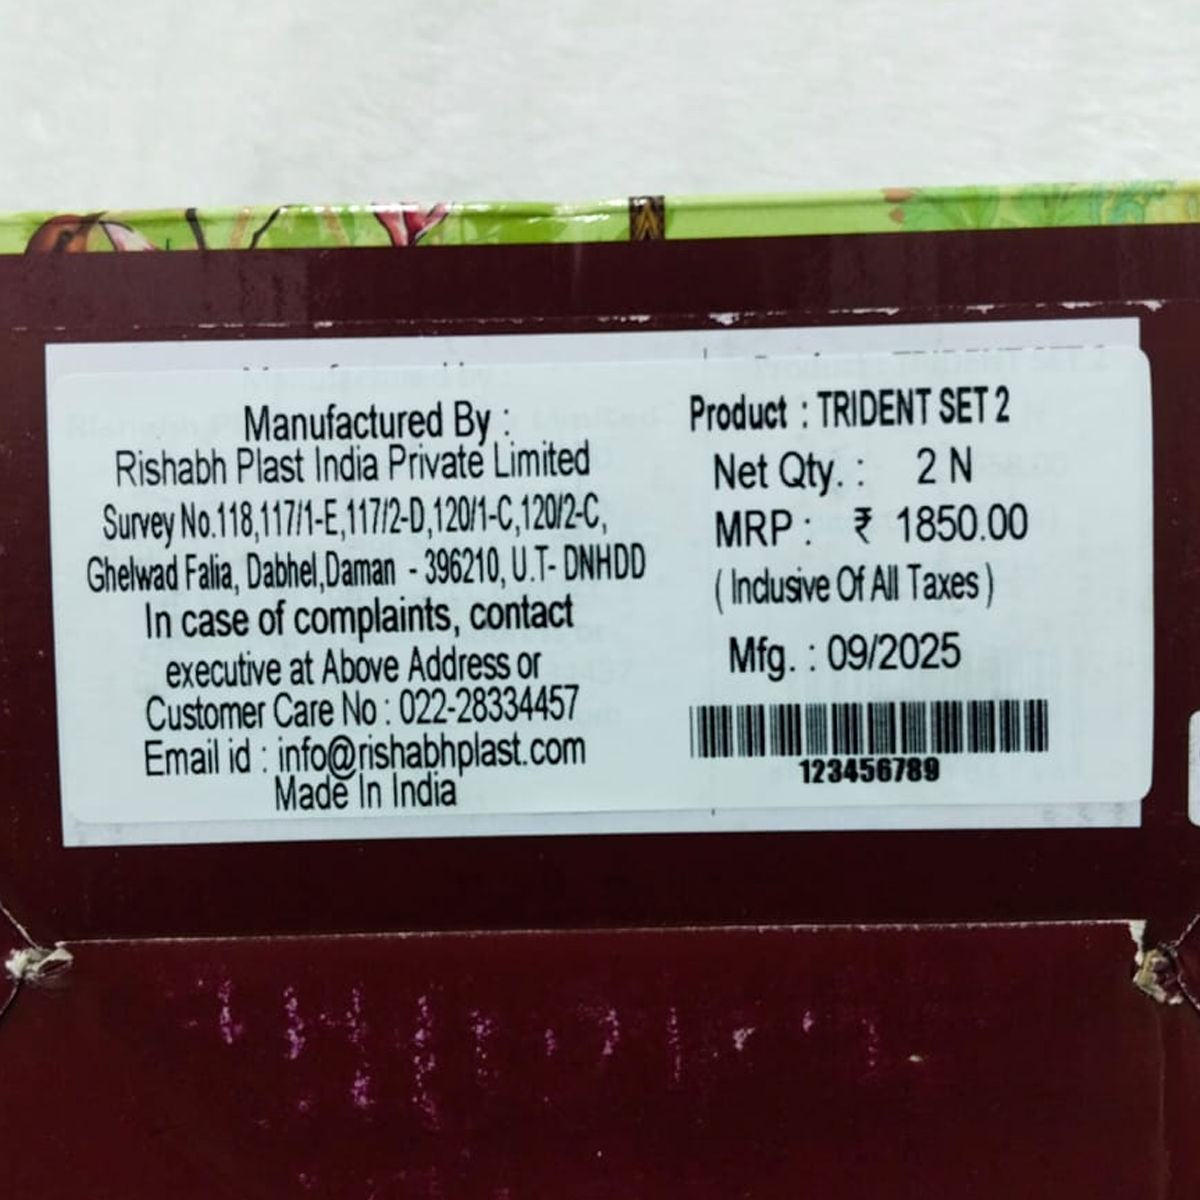 Manufactured By :
Rishabh Plast India Private Limited
Survey No.118,117/1-E,117/2-D,120/1-C,120/2-C,
Ghelwad Falia, Dabhel,Daman - 396210, U.T- DNHDD
In case of complaints, contact
executive at Above Address or
Customer Care No : 022-28334457
Email id : info@rishabhplast.com
Made In India
Product : TRIDENT SET 2
Net Qty. : 2 N
MRP : ₹ 1850.00
( Inclusive Of All Taxes )
Mfg. : 09/2025
123456789